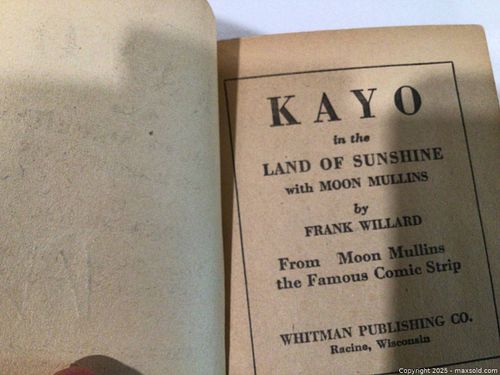 KAYO
in the
LAND OF SUNSHINE
with MOON MULLINS
by
FRANK WILLARD
From Moon Mullins
the Famous Comic Strip
WHITMAN PUBLISHING CO.
Racine, Wisconsin
Copyright 2025 - maxsold.com